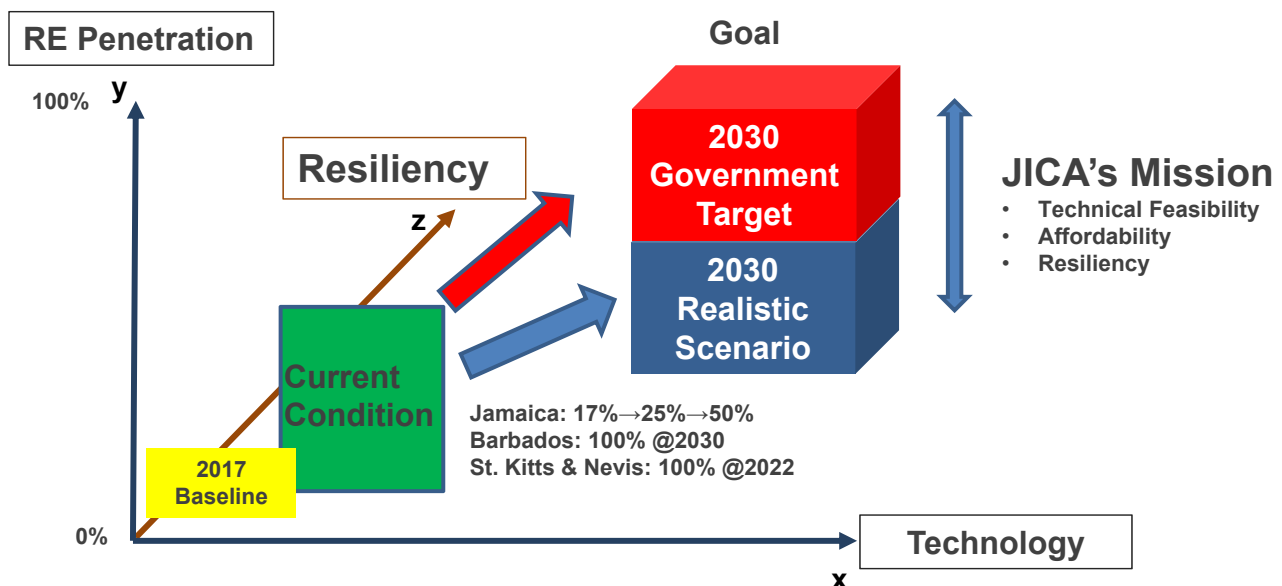 RE Penetration
Goal
y
100%
Resiliency
z
2030
Government
Target
2030
Realistic
Scenario
JICA's Mission
• Technical Feasibility
• Affordability
• Resiliency
Current
Condition
Jamaica: 17%→25%→50%
Barbados: 100% @2030
St. Kitts & Nevis: 100% @2022
2017
Baseline
0%
Technology
x